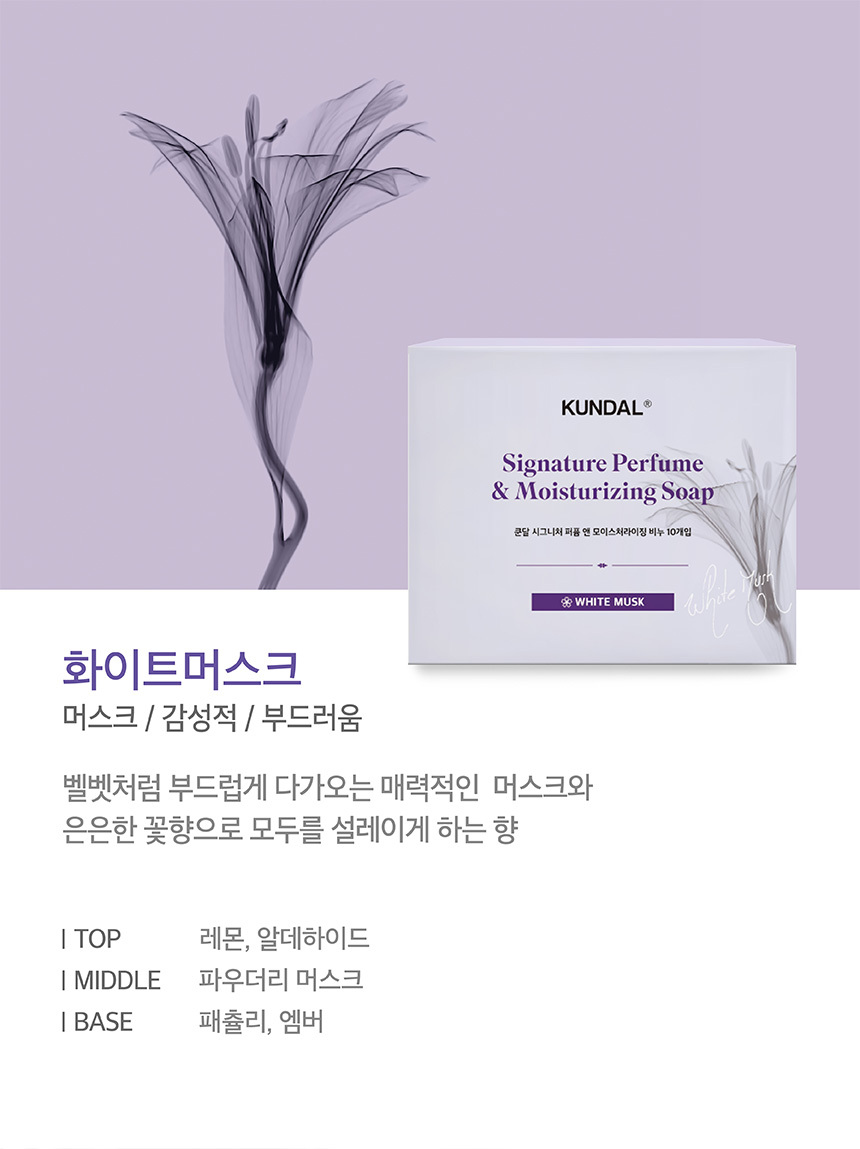 KUNDAL®
Signature Perfume
& Moisturizing Soap
쿤달 시그니처 퍼퓸 앤 모이스처라이징 비누 10개입
WHITE MUSK
White Musk
화이트머스크
머스크 / 감성적 / 부드러움
벨벳처럼 부드럽게 다가오는 매력적인 머스크와
은은한 꽃향으로 모두를 설레이게 하는 향
| TOP 레몬, 알데하이드
| MIDDLE 파우더리 머스크
| BASE 패츌리, 엠버